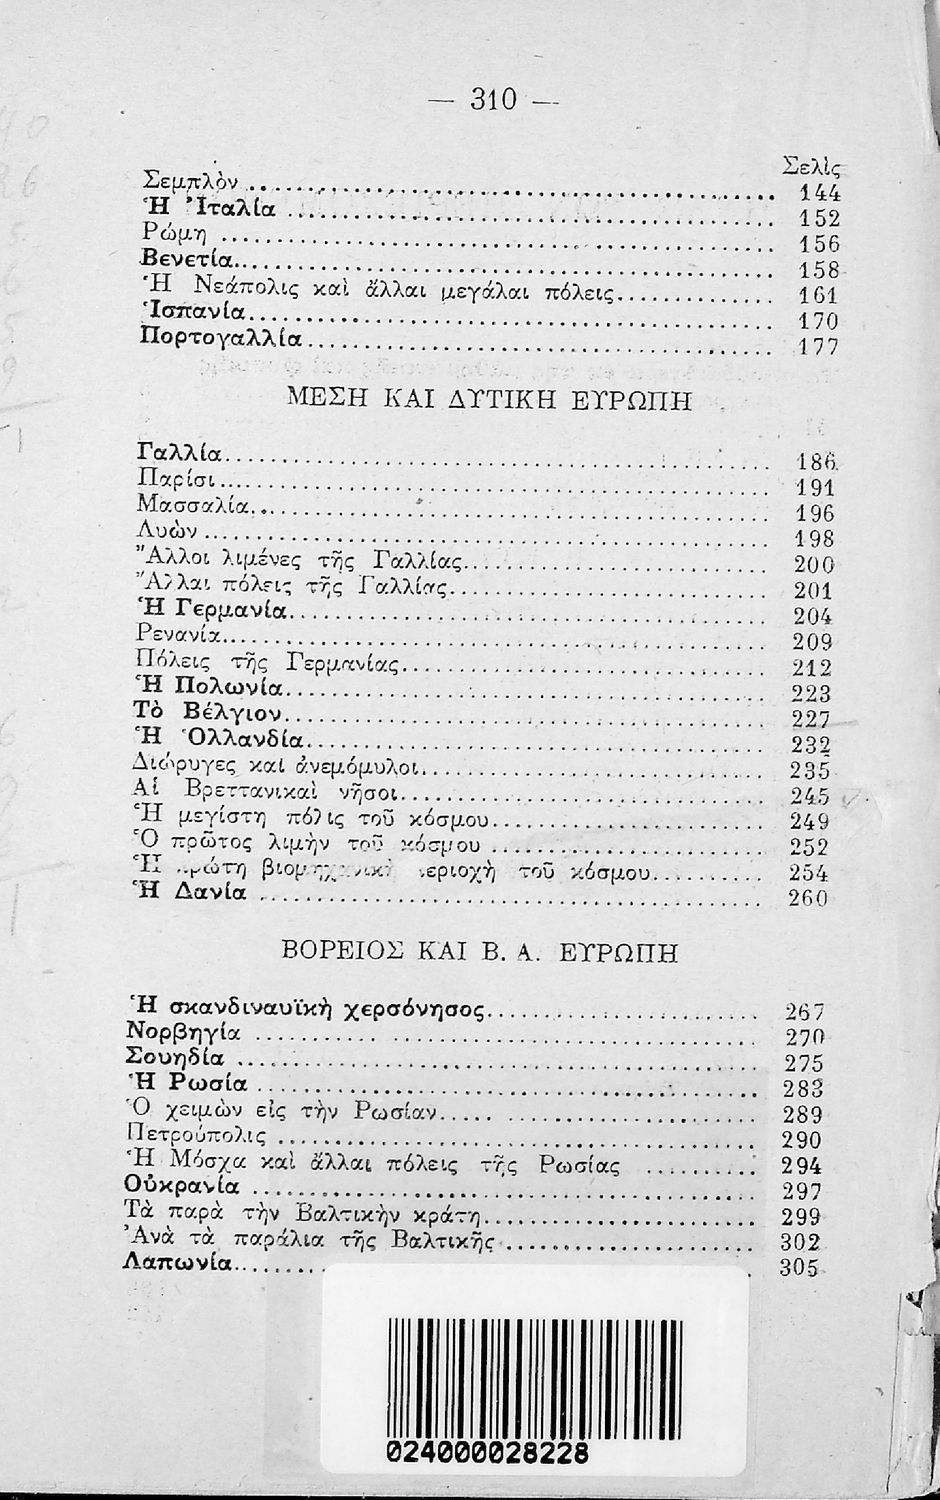 — 310 —
Σελὶς
Σεμπλὸν .......... 144
Ἡ Ἰταλία .......... 152
Ρώμη .......... 156
Βενετία .......... 158
Ἡ Νεάπολις καὶ ἄλλαι μεγάλαι πόλεις .......... 161
Ἱσπανία .......... 170
Πορτογαλλία .......... 177
ΜΕΣΗ ΚΑΙ ΔΥΤΙΚΗ ΕΥΡΩΠΗ
Γαλλία .......... 186
Παρίσι .......... 191
Μασσαλία .......... 196
Λυὼν .......... 198
Ἄλλοι λιμένες τῆς Γαλλίας .......... 200
Ἄλλαι πόλεις τῆς Γαλλίας .......... 201
Ἡ Γερμανία .......... 204
Ρενανία .......... 209
Πόλεις τῆς Γερμανίας .......... 212
Ἡ Πολωνία .......... 223
Τὸ Βέλγιον .......... 227
Ἡ Ὁλλανδία .......... 232
Διώρυγες καὶ ἀνεμόμυλοι .......... 235
Αἱ Βρεττανικαὶ νῆσοι .......... 245
Ἡ μεγίστη πόλις τοῦ κόσμου .......... 249
Ὁ πρῶτος λιμὴν τοῦ κόσμου .......... 252
Ἡ πρώτη βιομηχανικὴ περιοχὴ τοῦ κόσμου .......... 254
Ἡ Δανία .......... 260
ΒΟΡΕΙΟΣ ΚΑΙ Β. Α. ΕΥΡΩΠΗ
Ἡ σκανδιναυϊκὴ χερσόνησος .......... 267
Νορβηγία .......... 270
Σουηδία .......... 275
Ἡ Ρωσία .......... 283
Ὁ χειμὼν εἰς τὴν Ρωσίαν .......... 289
Πετρούπολις .......... 290
Ἡ Μόσχα καὶ ἄλλαι πόλεις τῆς Ρωσίας .......... 294
Οὐκρανία .......... 297
Τὰ παρὰ τὴν Βαλτικὴν κράτη .......... 299
Ἀνὰ τὰ παράλια τῆς Βαλτικῆς .......... 302
Λαπωνία .......... 305
024000028228